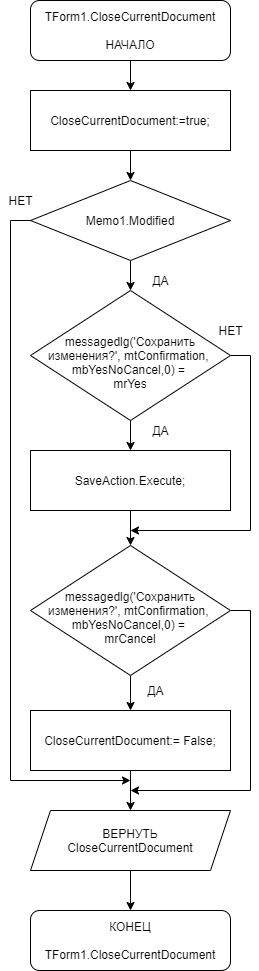 TForm1.CloseCurrentDocument
НАЧАЛО
CloseCurrentDocument:=true;
НЕТ
Memo1.Modified
ДА
messagedlg('Сохранить
изменения?', mtConfirmation,
mbYesNoCancel,0) =
mrYes
НЕТ
ДА
SaveAction.Execute;
messagedlg('Сохранить
изменения?', mtConfirmation,
mbYesNoCancel,0) =
mrCancel
ДА
CloseCurrentDocument:= False;
ВЕРНУТЬ
CloseCurrentDocument
КОНЕЦ
TForm1.CloseCurrentDocument